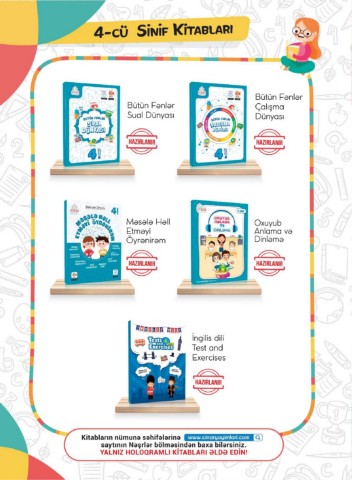 4-cü Sinif Kitabları
Bütün Fənlər
Sual Dünyası
HAZIRLANIR
Bütün Fənlər
Çalışma
Dünyası
HAZIRLANIR
Məsələ Həll
Etməyi
Öyrənirəm
HAZIRLANIR
Oxuyub
Anlama və
Dinləmə
HAZIRLANIR
İngilis dili
Test and
Exercises
HAZIRLANIR
Kitabların nümunə səhifələrinə
saytının Nəşrlər bölməsindən baxa bilərsiniz.
YALNIZ HOLOQRAMLI KİTABLARI ƏLDƏ EDİN!